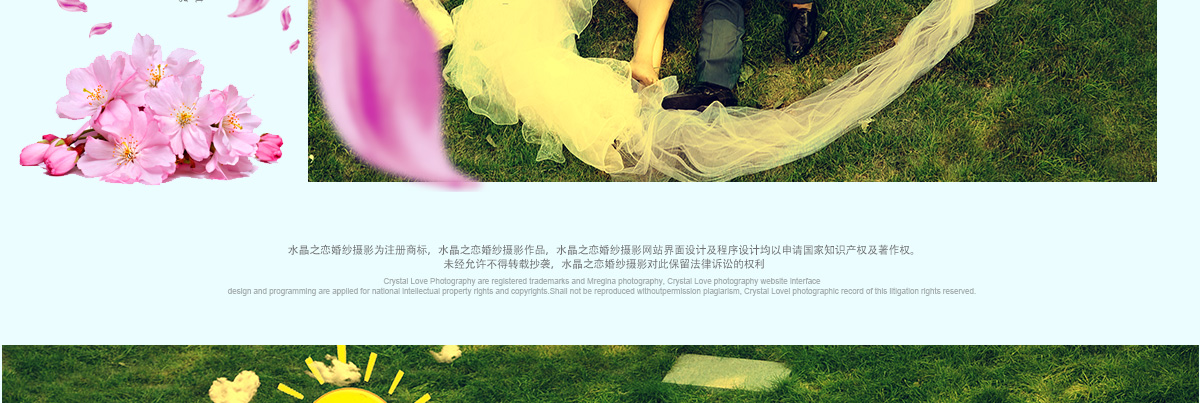 水晶之恋婚纱摄影为注册商标，水晶之恋婚纱摄影作品，水晶之恋婚纱摄影网站界面设计及程序设计均以申请国家知识产权及著作权。
未经允许不得转载抄袭，水晶之恋婚纱摄影对此保留法律诉讼的权利
Crystal Love Photography are registered trademarks and Mregina photography, Crystal Love photography website interface
design and programming are applied for national intellectual property rights and copyrights.Shall not be reproduced withoutpermission plagiarism, Crystal Lovel photographic record of this litigation rights reserved.